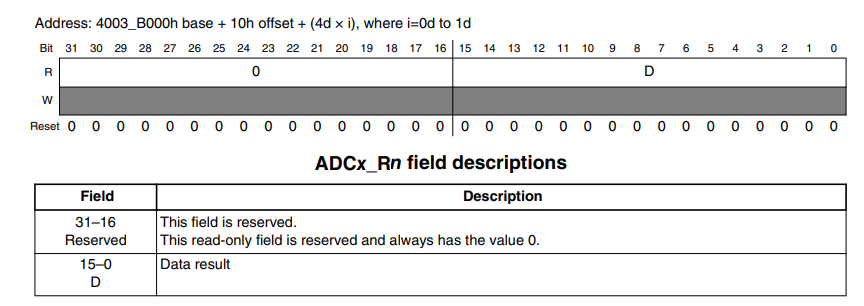 Address: 4003_B000h base + 10h offset + (4d × i), where i=0d to 1d
Bit 31 30 29 28 27 26 25 24 23 22 21 20 19 18 17 16 15 14 13 12 11 10 9 8 7 6 5 4 3 2 1 0
R 0 D
W
Reset 0 0 0 0 0 0 0 0 0 0 0 0 0 0 0 0 0 0 0 0 0 0 0 0 0 0 0 0 0 0 0 0
ADCx_Rn field descriptions
Field Description
31–16 This field is reserved.
Reserved This read-only field is reserved and always has the value 0.
15–0 Data result
D